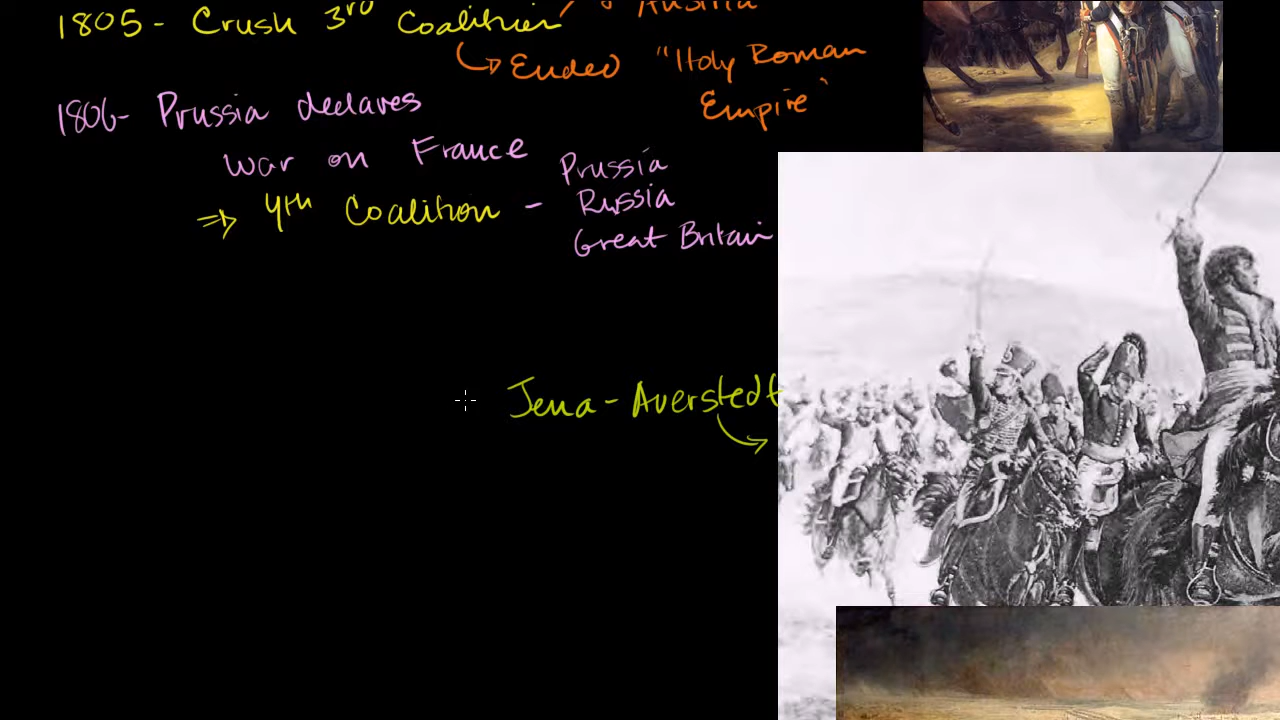 1805 - Crush 3rd Coalition / & Austria
↳ Ended "Holy Roman
Empire"
1806- Prussia declares
war on France
Prussia
⇒ 4th Coalition - Russia
Great Britain
Jena - Auerstedt